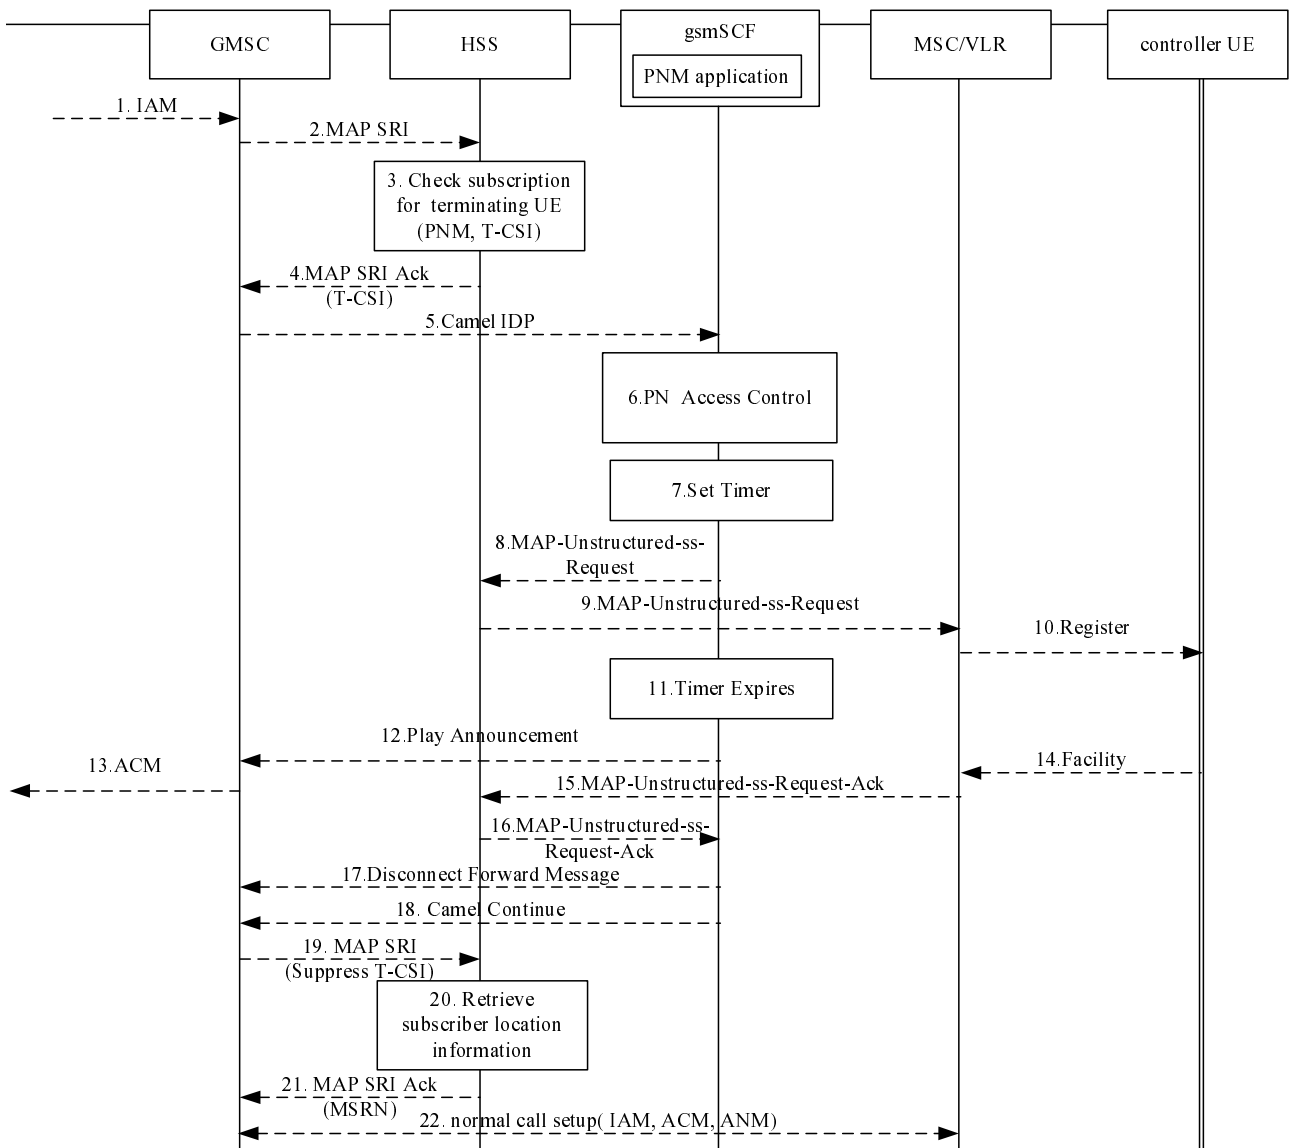 GMSC
HSS
gsmSCF
PNM application
MSC/VLR
controller UE
1. IAM
2.MAP SRI
3. Check subscription
for terminating UE
(PNM, T-CSI)
4.MAP SRI Ack
(T-CSI)
5.Camel IDP
6.PN Access Control
7.Set Timer
8.MAP-Unstructured-ss-
Request
9.MAP-Unstructured-ss-Request
10.Register
11.Timer Expires
12.Play Announcement
13.ACM
14.Facility
15.MAP-Unstructured-ss-Request-Ack
16.MAP-Unstructured-ss-
Request-Ack
17.Disconnect Forward Message
18. Camel Continue
19. MAP SRI
(Suppress T-CSI)
20. Retrieve
subscriber location
information
21. MAP SRI Ack
(MSRN)
22. normal call setup( IAM, ACM, ANM)